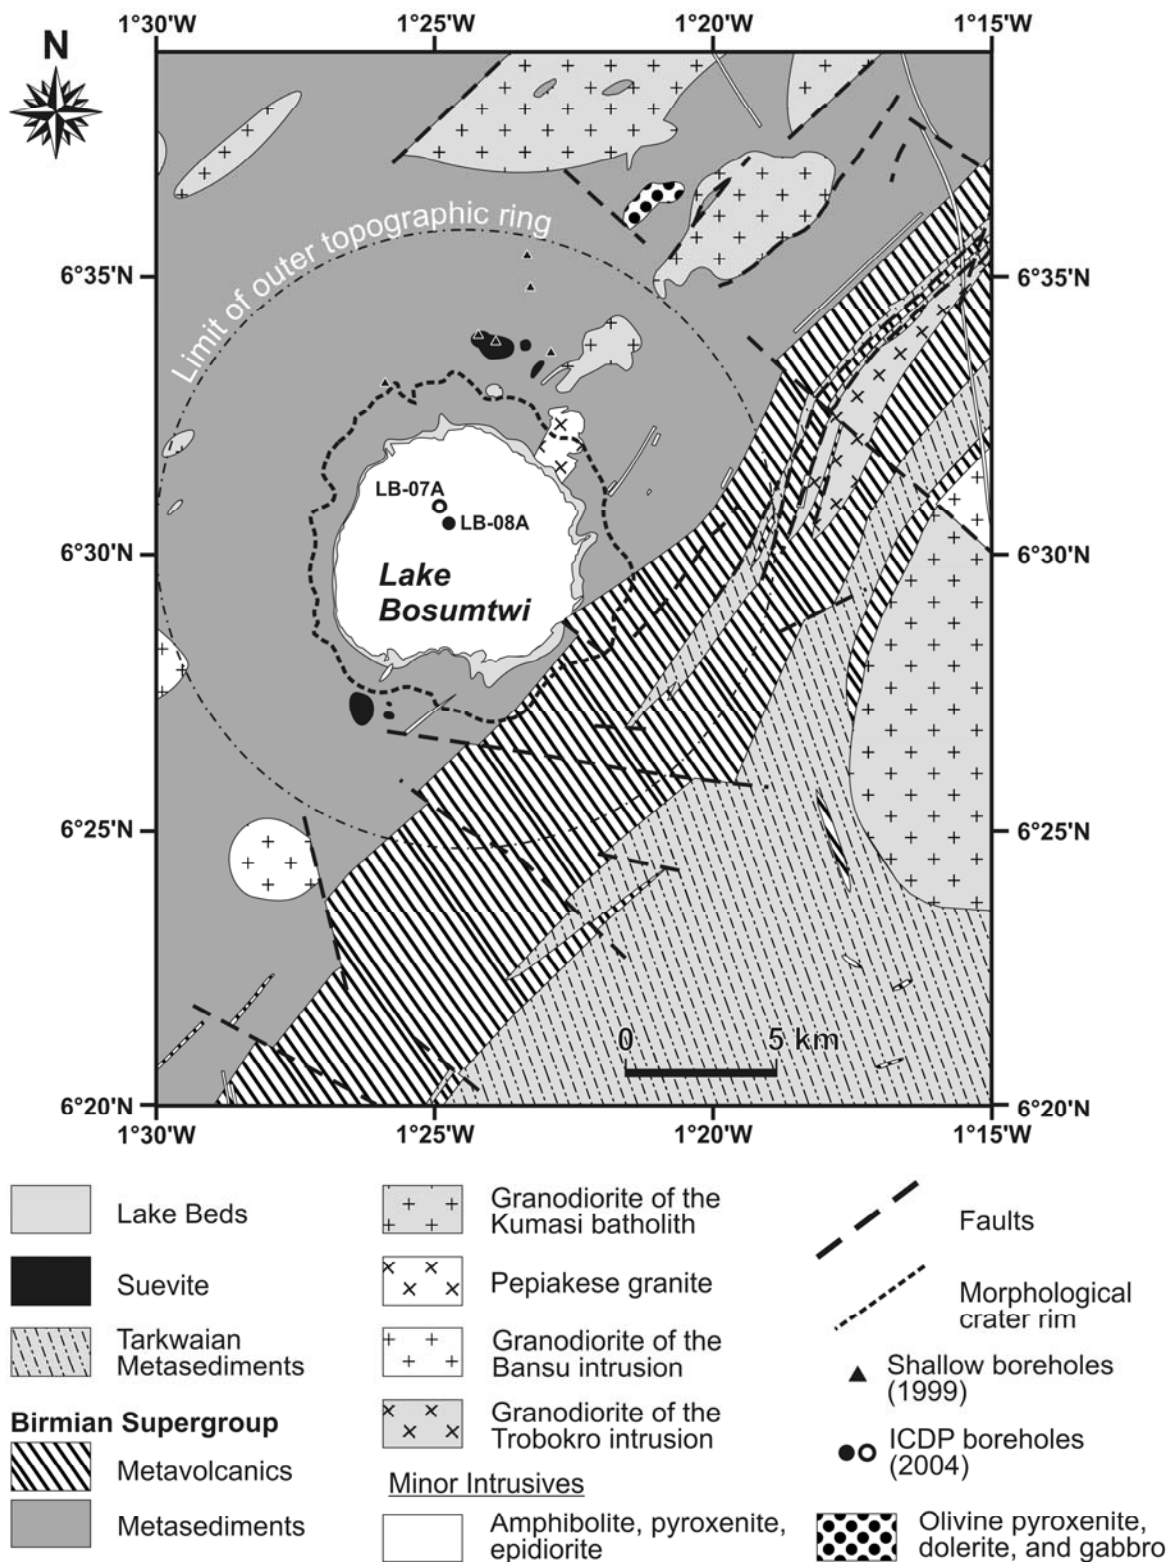 1°30'W 1°25'W 1°20'W 1°15'W
N
Limit of outer topographic ring
6°35'N 6°35'N
LB-07A
LB-08A
6°30'N 6°30'N
Lake
Bosumtwi
6°25'N 6°25'N
0 5 km
6°20'N 6°20'N
1°30'W 1°25'W 1°20'W 1°15'W
Lake Beds
Suevite
Tarkwaian
Metasediments
Birmian Supergroup
Metavolcanics
Metasediments
Granodiorite of the
Kumasi batholith
Pepiakese granite
Granodiorite of the
Bansu intrusion
Granodiorite of the
Trobokro intrusion
Minor Intrusives
Amphibolite, pyroxenite,
epidiorite
Faults
Morphological
crater rim
Shallow boreholes
(1999)
ICDP boreholes
(2004)
Olivine pyroxenite,
dolerite, and gabbro